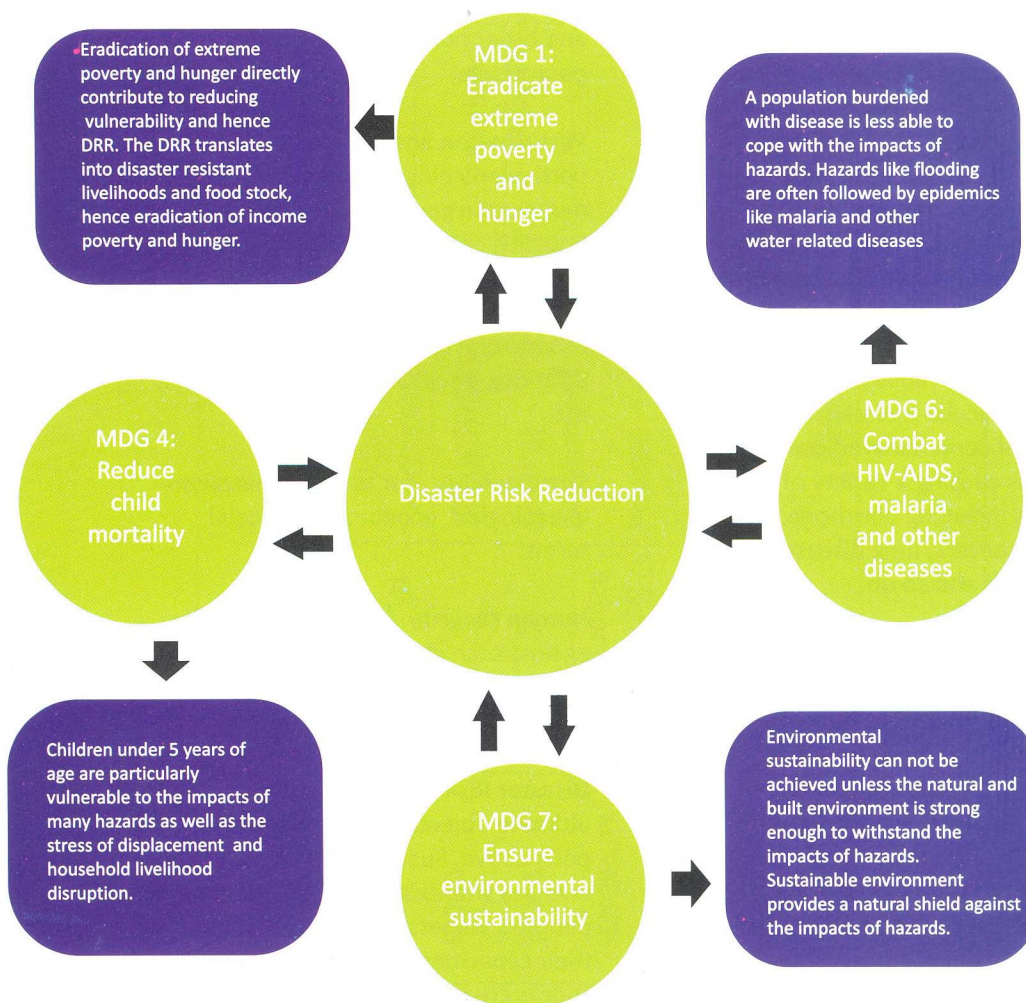 Eradication of extreme
poverty and hunger directly
contribute to reducing
vulnerability and hence
DRR. The DRR translates
into disaster resistant
livelihoods and food stock,
hence eradication of income
poverty and hunger.
MDG 1:
Eradicate
extreme
poverty
and
hunger
A population burdened
with disease is less able to
cope with the impacts of
hazards. Hazards like flooding
are often followed by epidemics
like malaria and other
water related diseases
MDG 4:
Reduce
child
mortality
Disaster Risk Reduction
MDG 6:
Combat
HIV-AIDS,
malaria
and other
diseases
Children under 5 years of
age are particularly
vulnerable to the impacts of
many hazards as well as the
stress of displacement and
household livelihood
disruption.
MDG 7:
Ensure
environmental
sustainability
Environmental
sustainability can not be
achieved unless the natural and
built environment is strong
enough to withstand the
impacts of hazards.
Sustainable environment
provides a natural shield against
the impacts of hazards.